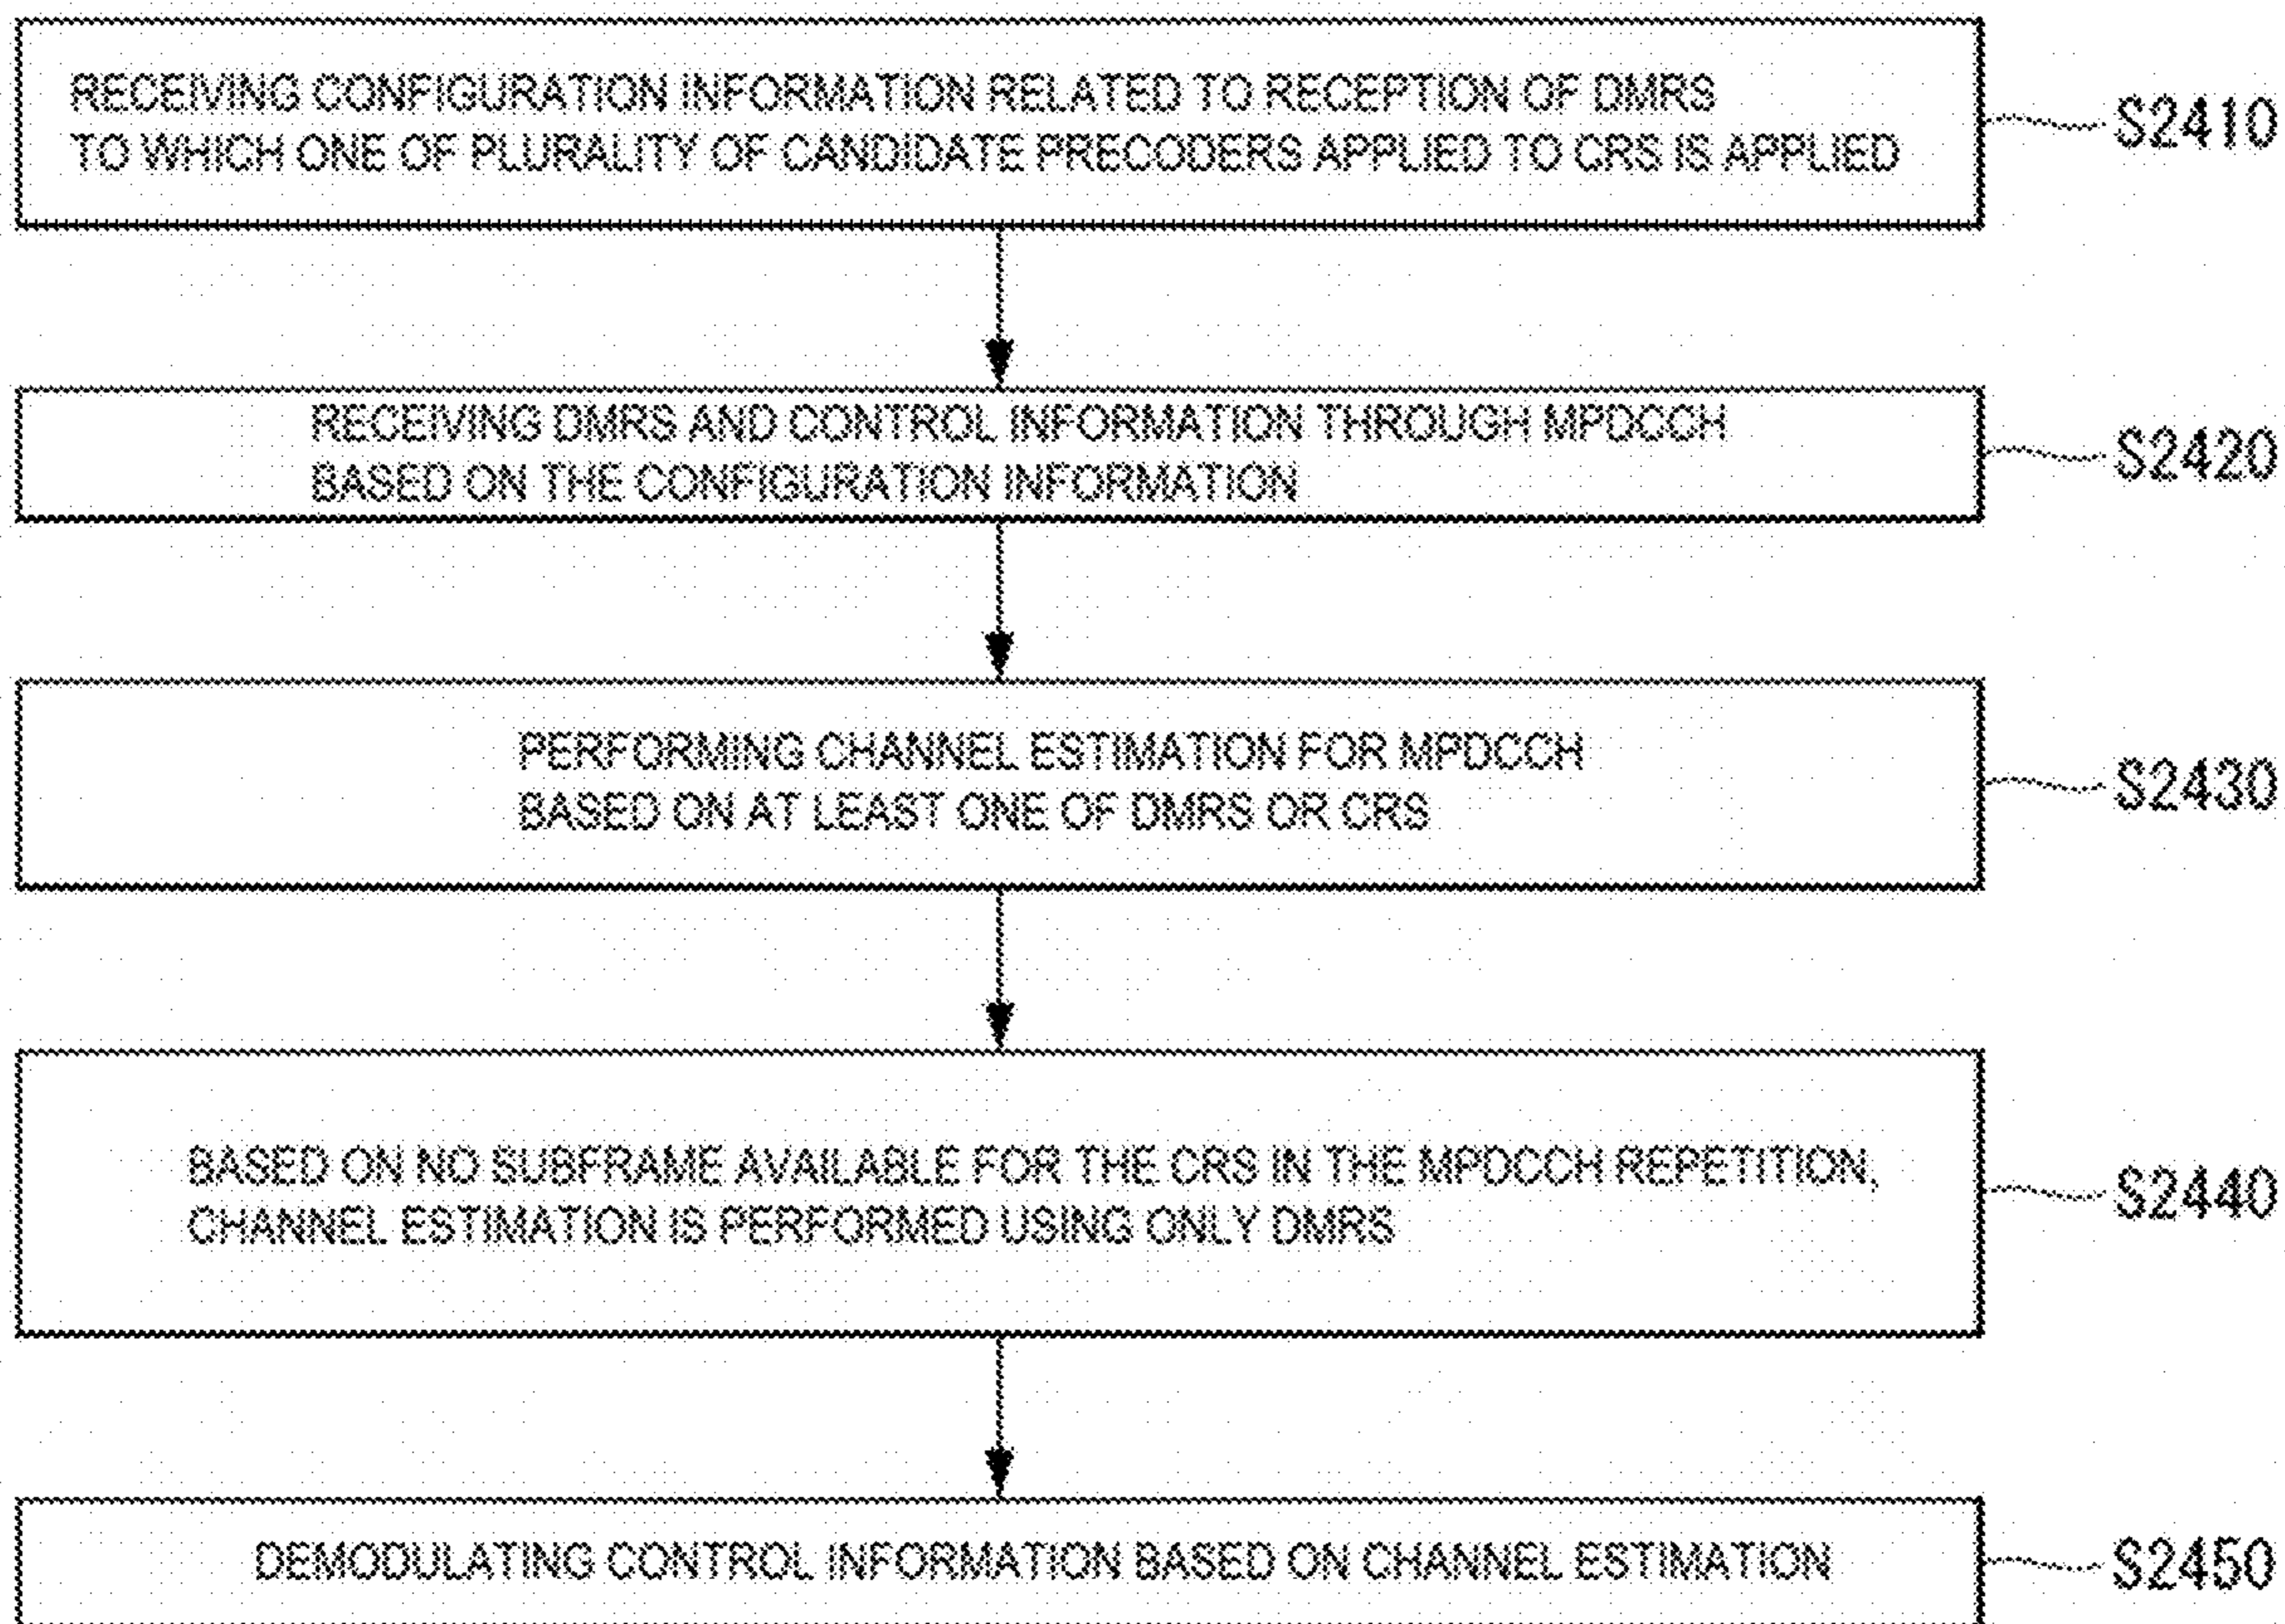 RECEIVING CONFIGURATION INFORMATION RELATED TO RECEPTION OF DMRS
TO WHICH ONE OF PLURALITY OF CANDIDATE PRECODERS APPLIED TO CRS IS APPLIED
S2410
RECEIVING DMRS AND CONTROL INFORMATION THROUGH MPDCCH
BASED ON THE CONFIGURATION INFORMATION
S2420
PERFORMING CHANNEL ESTIMATION FOR MPDCCH
BASED ON AT LEAST ONE OF DMRS OR CRS
S2430
BASED ON NO SUBFRAME AVAILABLE FOR THE CRS IN THE MPDCCH REPETITION,
CHANNEL ESTIMATION IS PERFORMED USING ONLY DMRS
S2440
DEMODULATING CONTROL INFORMATION BASED ON CHANNEL ESTIMATION
S2450